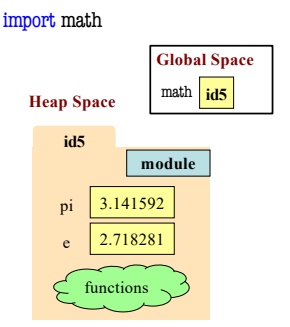 import math
Global Space
math id5
Heap Space
id5
module
pi 3.141592
e 2.718281
functions